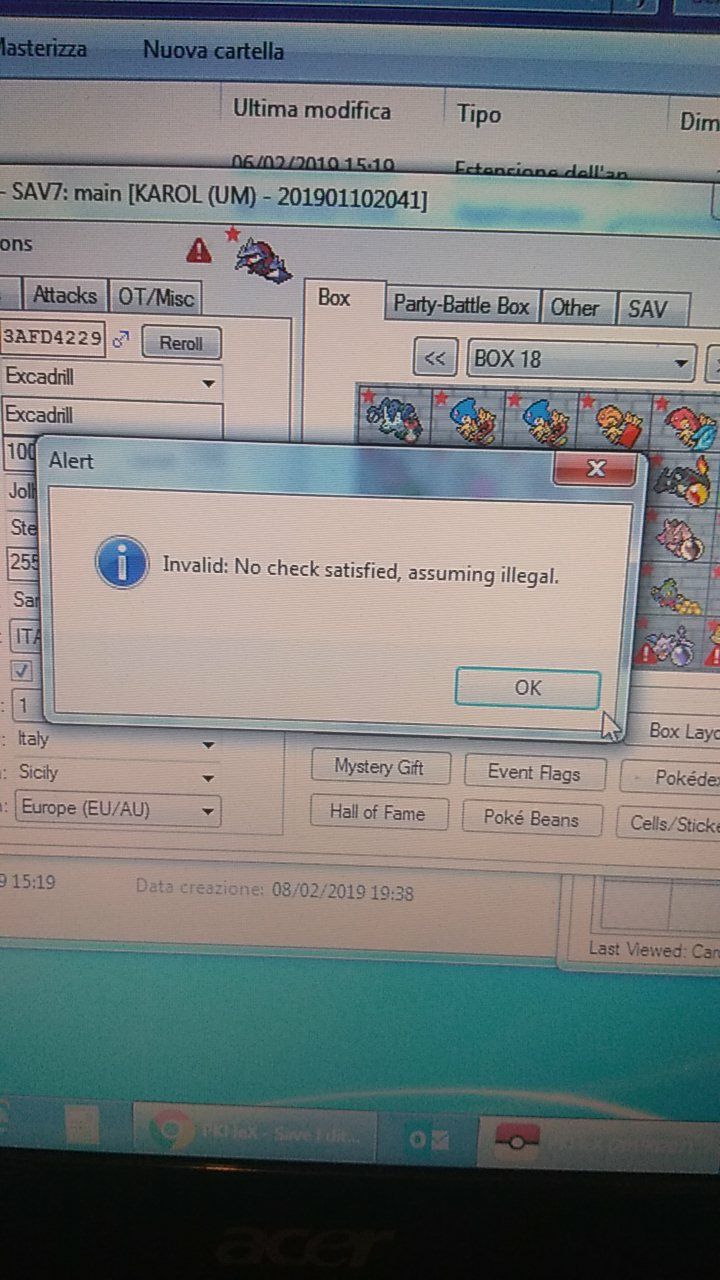 Masterizza Nuova cartella
Ultima modifica Tipo Dim
06/02/2019 15:19 Estensione dell'ap
- SAV7: main [KAROL (UM) - 201901102041]
ons
Attacks OT/Misc Box Party-Battle Box Other SAV
3AFD4229 Reroll << BOX 18
Excadrill
Excadrill
100
Alert
Joll
Ste
Invalid: No check satisfied, assuming illegal.
255
San
ITA
OK
1
Box Layo
Italy
Mystery Gift Event Flags Pokédex
Sicily
Europe (EU/AU) Hall of Fame Poké Beans Cells/Sticke
9 15:19 Data creazione: 08/02/2019 19:38
Last Viewed: Car
PKHeX - Save Edit...
acer